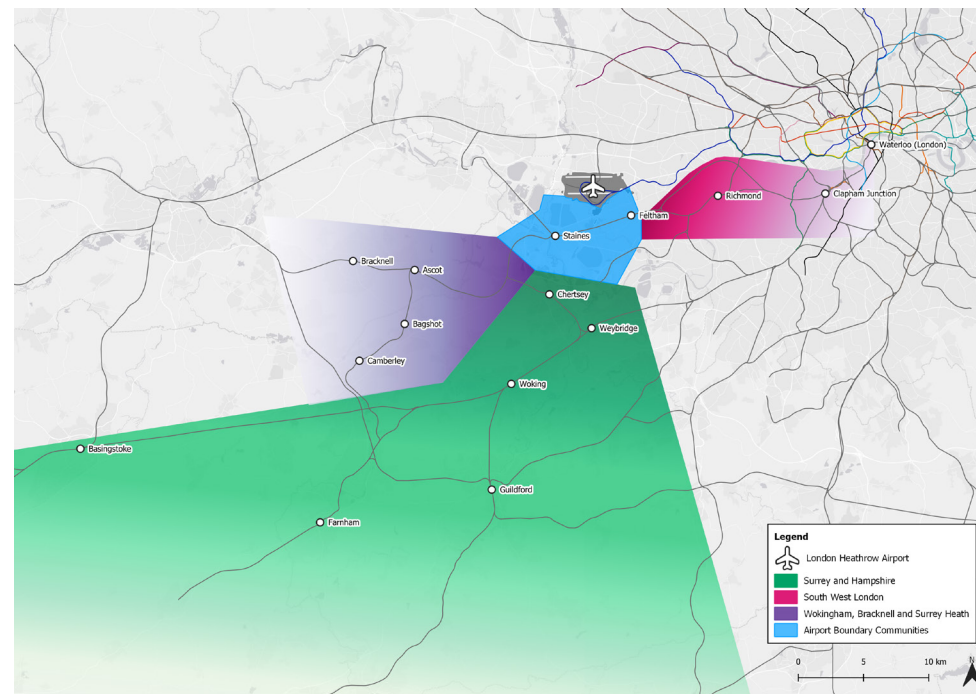 Waterloo (London)
Richmond
Clapham Junction
Feltham
Staines
Bracknell
Ascot
Chertsey
Bagshot
Weybridge
Camberley
Woking
Basingstoke
Guildford
Farnham
Legend
London Heathrow Airport
Surrey and Hampshire
South West London
Wokingham, Bracknell and Surrey Heath
Airport Boundary Communities
0 5 10 km
N